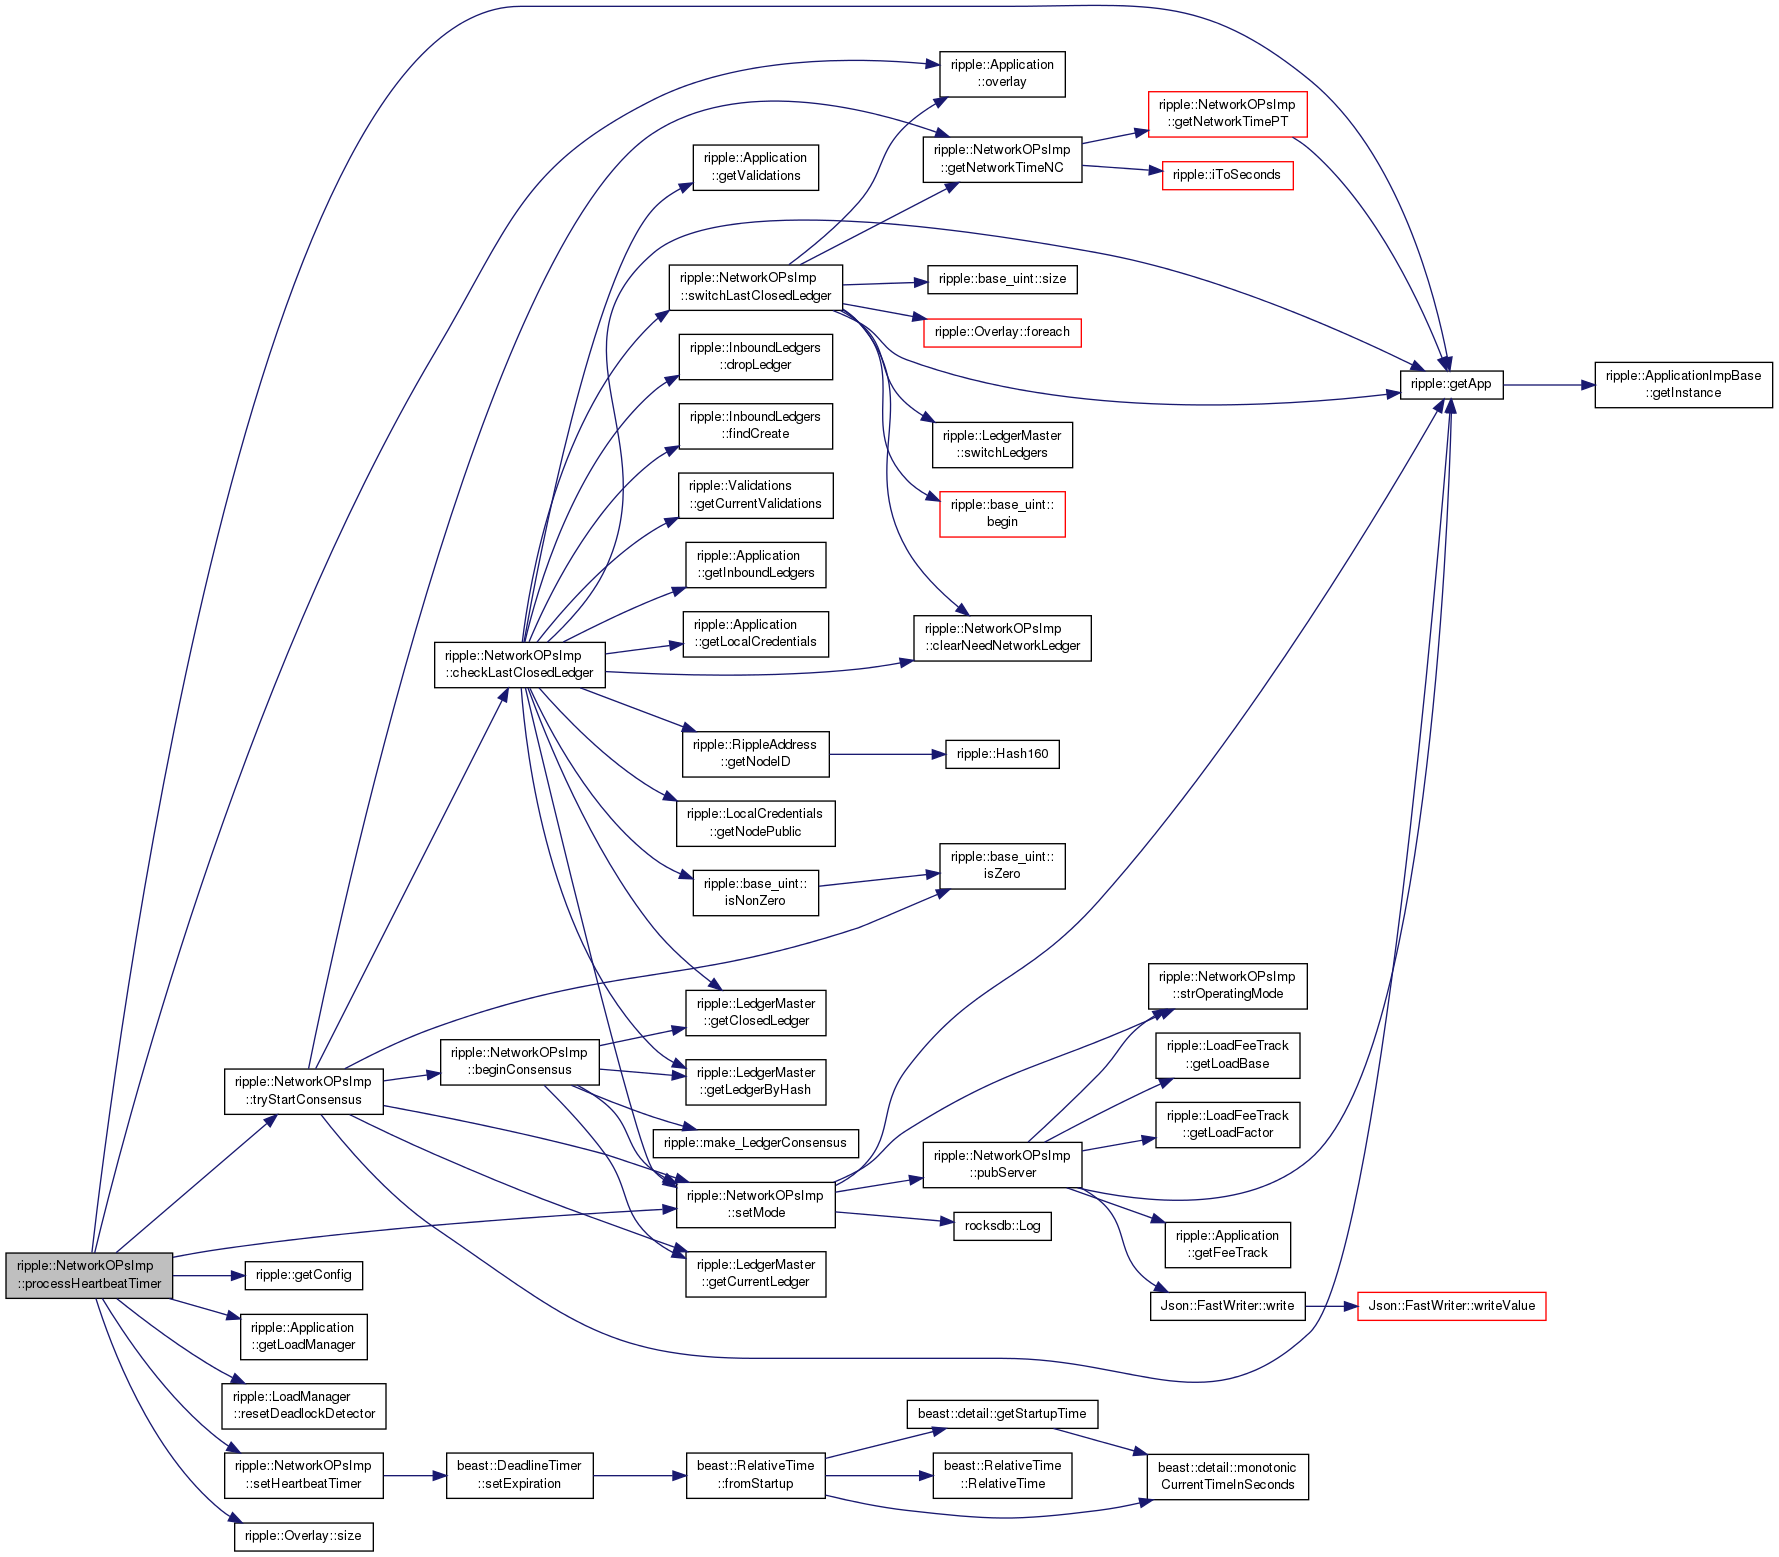 ripple::Application
::overlay
ripple::NetworkOPsImp
::getNetworkTimePT
ripple::NetworkOPsImp
::getNetworkTimeNC
ripple::iToSeconds
ripple::Application
::getValidations
ripple::NetworkOPsImp
::switchLastClosedLedger
ripple::base_uint::size
ripple::Overlay::foreach
ripple::InboundLedgers
::dropLedger
ripple::getApp
ripple::ApplicationImpBase
::getInstance
ripple::InboundLedgers
::findCreate
ripple::LedgerMaster
::switchLedgers
ripple::Validations
::getCurrentValidations
ripple::base_uint::
begin
ripple::Application
::getInboundLedgers
ripple::Application
::getLocalCredentials
ripple::NetworkOPsImp
::clearNeedNetworkLedger
ripple::NetworkOPsImp
::checkLastClosedLedger
ripple::RippleAddress
::getNodeID
ripple::Hash160
ripple::LocalCredentials
::getNodePublic
ripple::base_uint::
isZero
ripple::base_uint::
isNonZero
ripple::NetworkOPsImp
::strOperatingMode
ripple::LedgerMaster
::getClosedLedger
ripple::LoadFeeTrack
::getLoadBase
ripple::NetworkOPsImp
::beginConsensus
ripple::LedgerMaster
::getLedgerByHash
ripple::NetworkOPsImp
::tryStartConsensus
ripple::LoadFeeTrack
::getLoadFactor
ripple::make_LedgerConsensus
ripple::NetworkOPsImp
::pubServer
ripple::NetworkOPsImp
::setMode
rocksdb::Log
ripple::Application
::getFeeTrack
ripple::NetworkOPsImp
::processHeartbeatTimer
ripple::getConfig
ripple::LedgerMaster
::getCurrentLedger
Json::FastWriter::write
Json::FastWriter::writeValue
ripple::Application
::getLoadManager
ripple::LoadManager
::resetDeadlockDetector
beast::detail::getStartupTime
ripple::NetworkOPsImp
::setHeartbeatTimer
beast::DeadlineTimer
::setExpiration
beast::RelativeTime
::fromStartup
beast::RelativeTime
::RelativeTime
beast::detail::monotonic
CurrentTimeInSeconds
ripple::Overlay::size